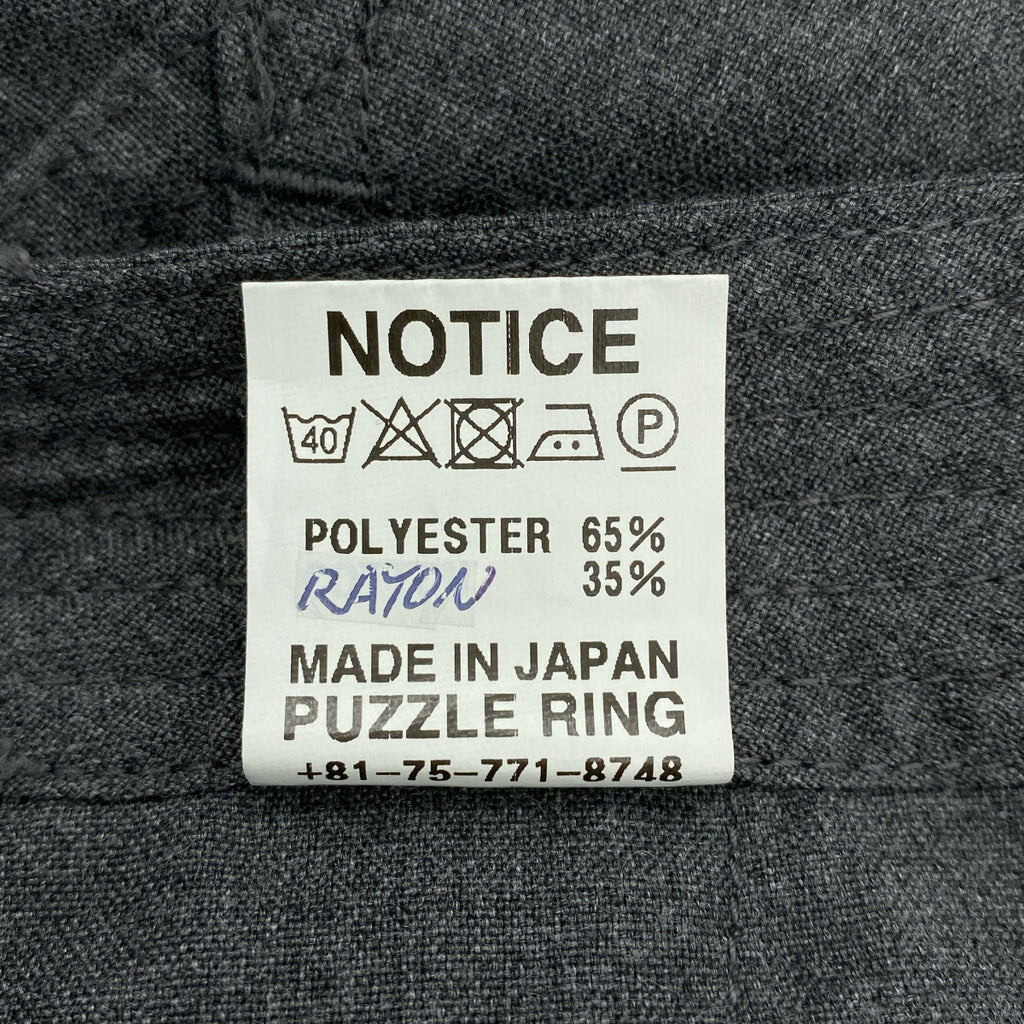 NOTICE
40 P
POLYESTER 65%
RAYON 35%
MADE IN JAPAN
PUZZLE RING
+81-75-771-8748